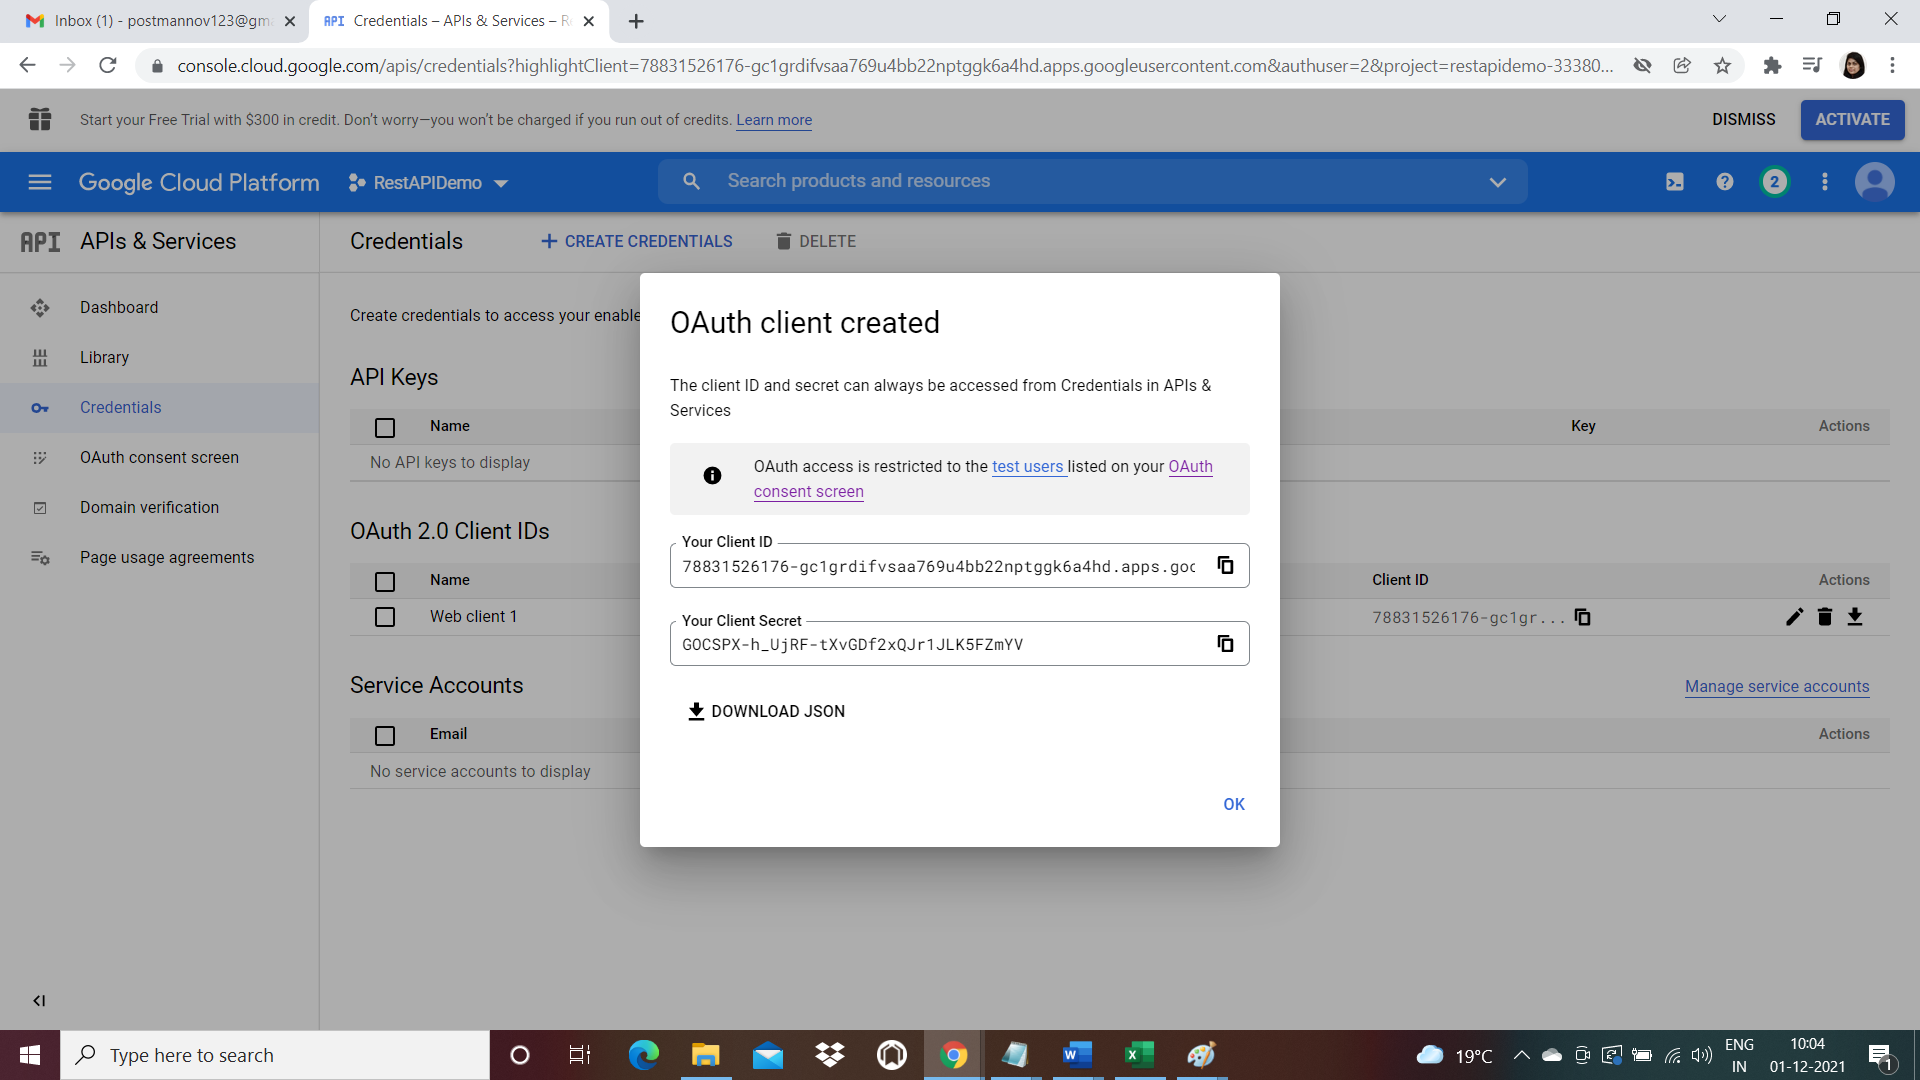 Inbox (1) - postmannov123@gm
API Credentials – APIs & Services – R
console.cloud.google.com/apis/credentials?highlightClient=78831526176-gc1grdifvsaa769u4bb22nptggk6a4hd.apps.googleusercontent.com&authuser=2&project=restapidemo-33380...
Start your Free Trial with $300 in credit. Don’t worry—you won’t be charged if you run out of credits. Learn more
DISMISS
ACTIVATE
Google Cloud Platform
RestAPIDemo
Search products and resources
2
API APIs & Services
Credentials
CREATE CREDENTIALS
DELETE
Dashboard
Library
Credentials
OAuth consent screen
Domain verification
Page usage agreements
Create credentials to access your enable
API Keys
Name
Key
Actions
No API keys to display
OAuth 2.0 Client IDs
Name
Client ID
Actions
Web client 1
78831526176-gc1gr...
Service Accounts
Manage service accounts
Email
Actions
No service accounts to display
OAuth client created
The client ID and secret can always be accessed from Credentials in APIs &
Services
OAuth access is restricted to the test users listed on your OAuth
consent screen
Your Client ID
78831526176-gc1grdifvsaa769u4bb22nptggk6a4hd.apps.goo
Your Client Secret
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
DOWNLOAD JSON
OK
Type here to search
19°C
ENG
IN
10:04
01-12-2021
1